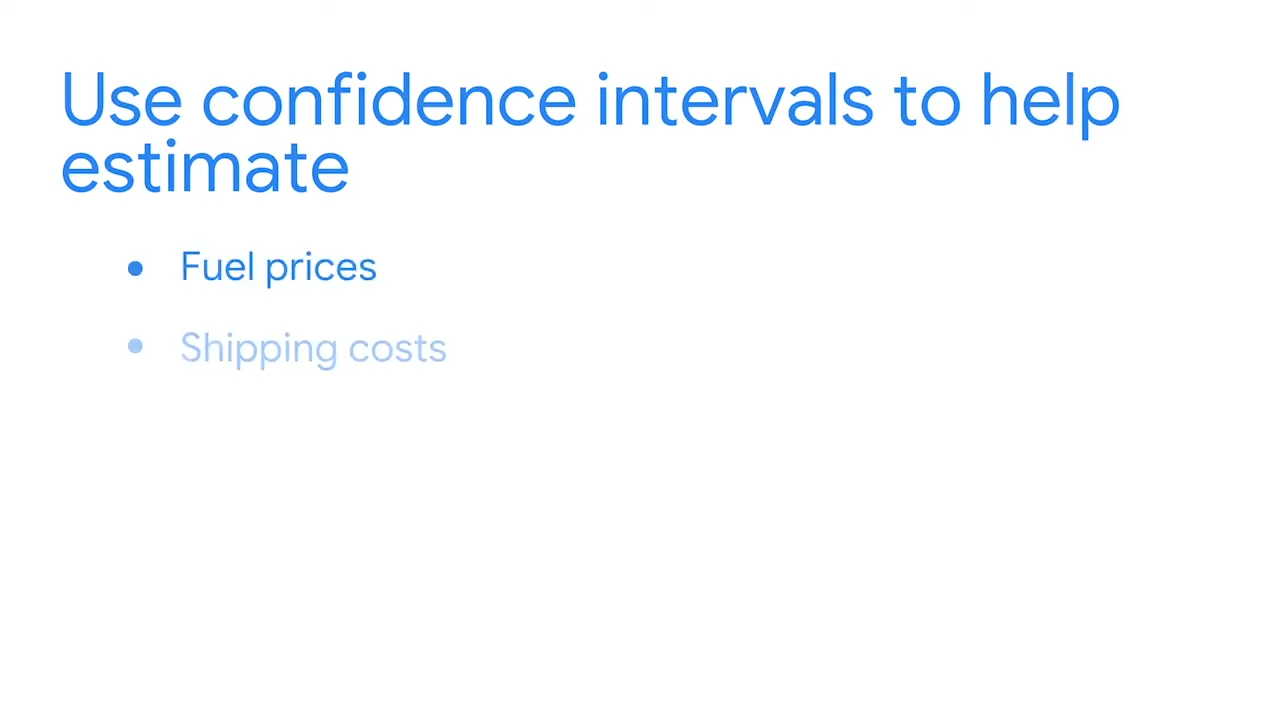 Use confidence intervals to help
estimate
• Fuel prices
• Shipping costs